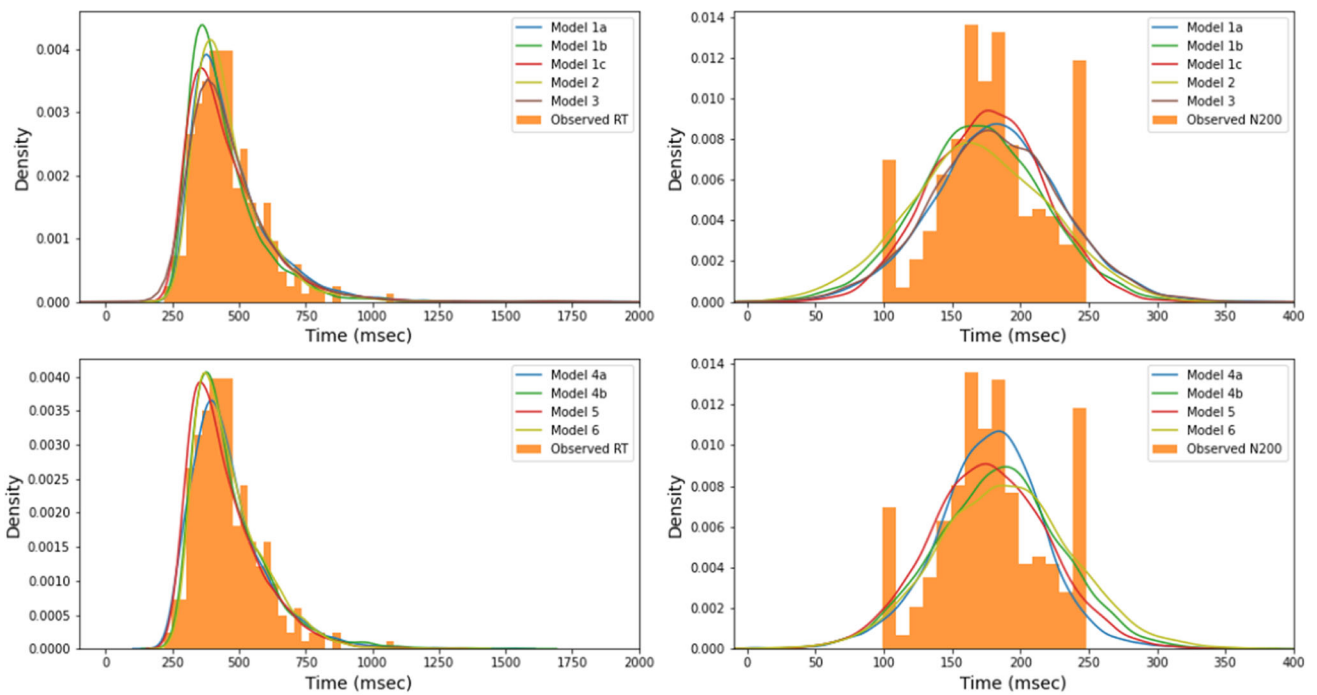 Density
0.004
0.003
0.002
0.001
0.000
0 250 500 750 1000 1250 1500 1750 2000
Time (msec)
Model 1a
Model 1b
Model 1c
Model 2
Model 3
Observed RT
Density
0.014
0.012
0.010
0.008
0.006
0.004
0.002
0.000
0 50 100 150 200 250 300 350 400
Time (msec)
Model 1a
Model 1b
Model 1c
Model 2
Model 3
Observed N200
Density
0.0040
0.0035
0.0030
0.0025
0.0020
0.0015
0.0010
0.0005
0.0000
0 250 500 750 1000 1250 1500 1750 2000
Time (msec)
Model 4a
Model 4b
Model 5
Model 6
Observed RT
Density
0.014
0.012
0.010
0.008
0.006
0.004
0.002
0.000
0 50 100 150 200 250 300 350 400
Time (msec)
Model 4a
Model 4b
Model 5
Model 6
Observed N200